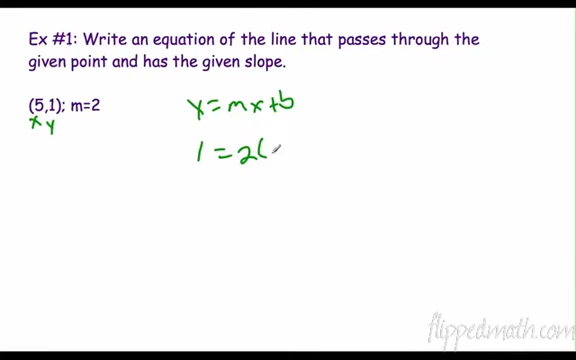 Ex #1: Write an equation of the line that passes through the
given point and has the given slope.
(5,1); m=2
x y
y = mx+b
1 = 2(
flippedmath.com